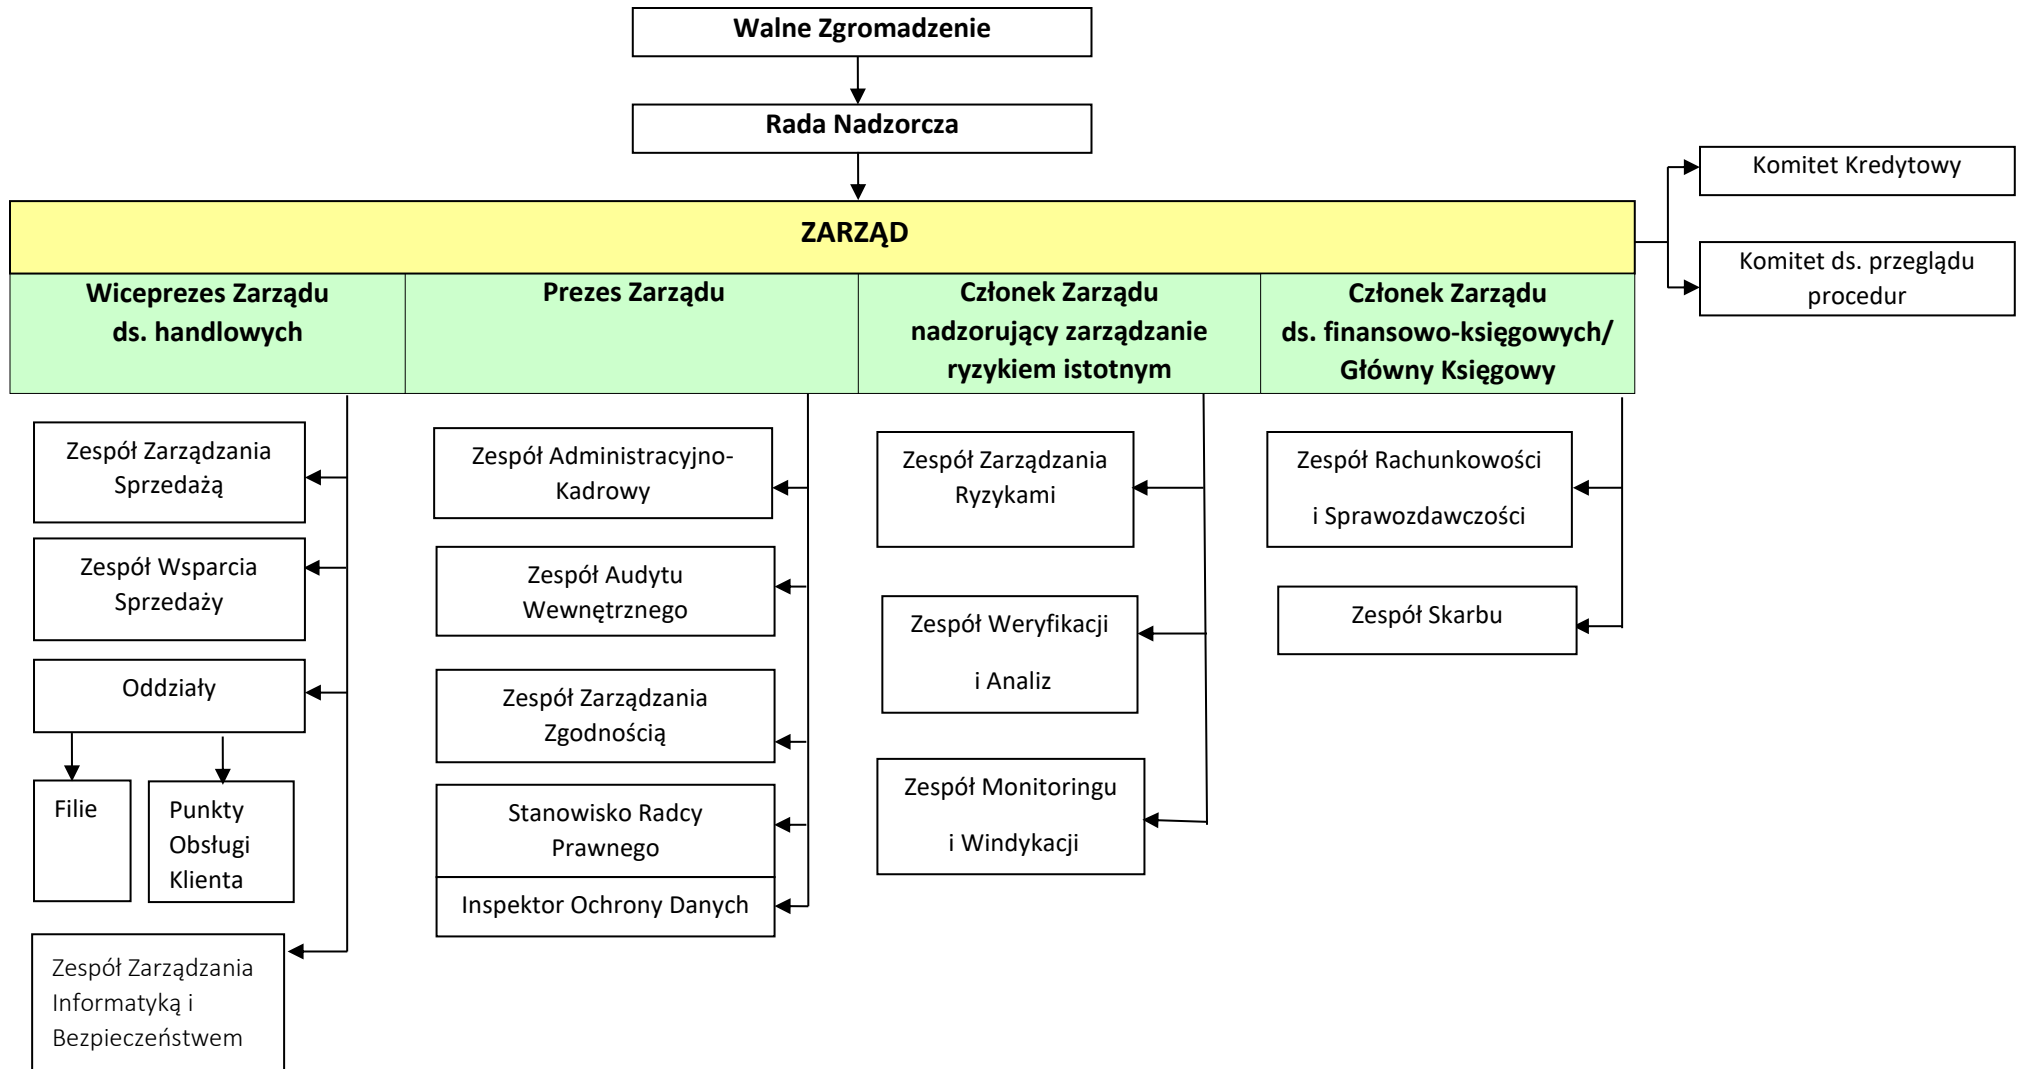 Walne Zgromadzenie
Rada Nadzorcza
Komitet Kredytowy
Komitet ds. przeglądu
procedur
ZARZĄD
Wiceprezes Zarządu
ds. handlowych
Prezes Zarządu
Członek Zarządu
nadzorujący zarządzanie
ryzykiem istotnym
Członek Zarządu
ds. finansowo-księgowych/
Główny Księgowy
Zespół Zarządzania
Sprzedażą
Zespół Wsparcia
Sprzedaży
Oddziały
Filie
Punkty
Obsługi
Klienta
Zespół Zarządzania
Informatyką i
Bezpieczeństwem
Zespół Administracyjno-
Kadrowy
Zespół Audytu
Wewnętrznego
Zespół Zarządzania
Zgodnością
Stanowisko Radcy
Prawnego
Inspektor Ochrony Danych
Zespół Zarządzania
Ryzykami
Zespół Weryfikacji
i Analiz
Zespół Monitoringu
i Windykacji
Zespół Rachunkowości
i Sprawozdawczości
Zespół Skarbu